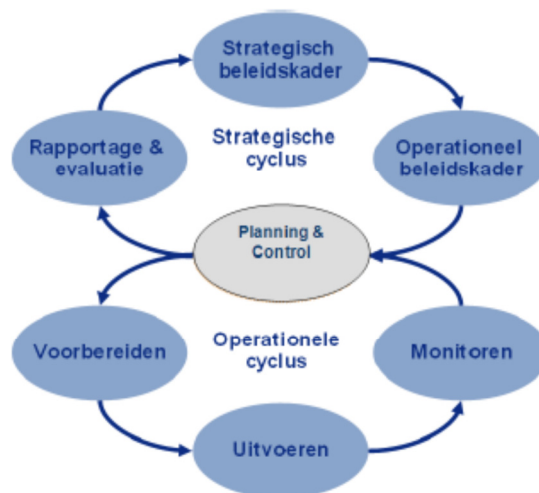 Strategisch
beleidskader
Rapportage &
evaluatie
Strategische
cyclus
Operationeel
beleidskader
Planning &
Control
Voorbereiden
Operationele
cyclus
Monitoren
Uitvoeren